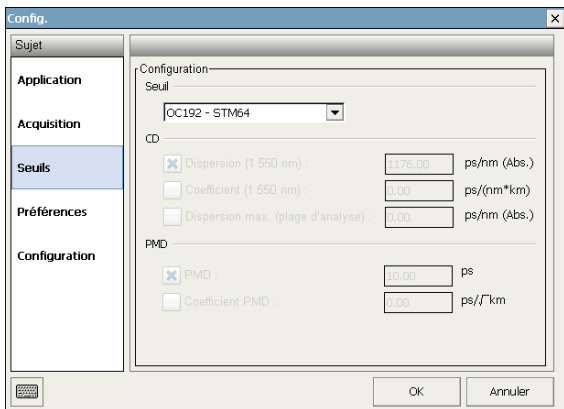 Config.
Sujet
Application
Acquisition
Seuils
Préférences
Configuration
Configuration
Seuil
OC192 - STM64
CD
Dispersion (1 550 nm) : 1176.00 ps/nm (Abs.)
Coefficient (1 550 nm) : 0.00 ps/(nm*km)
Dispersion max. (plage d'analyse) : 0.00 ps/nm (Abs.)
PMD
PMD : 10.00 ps
Coefficient PMD : 0.00 ps/√km
OK Annuler